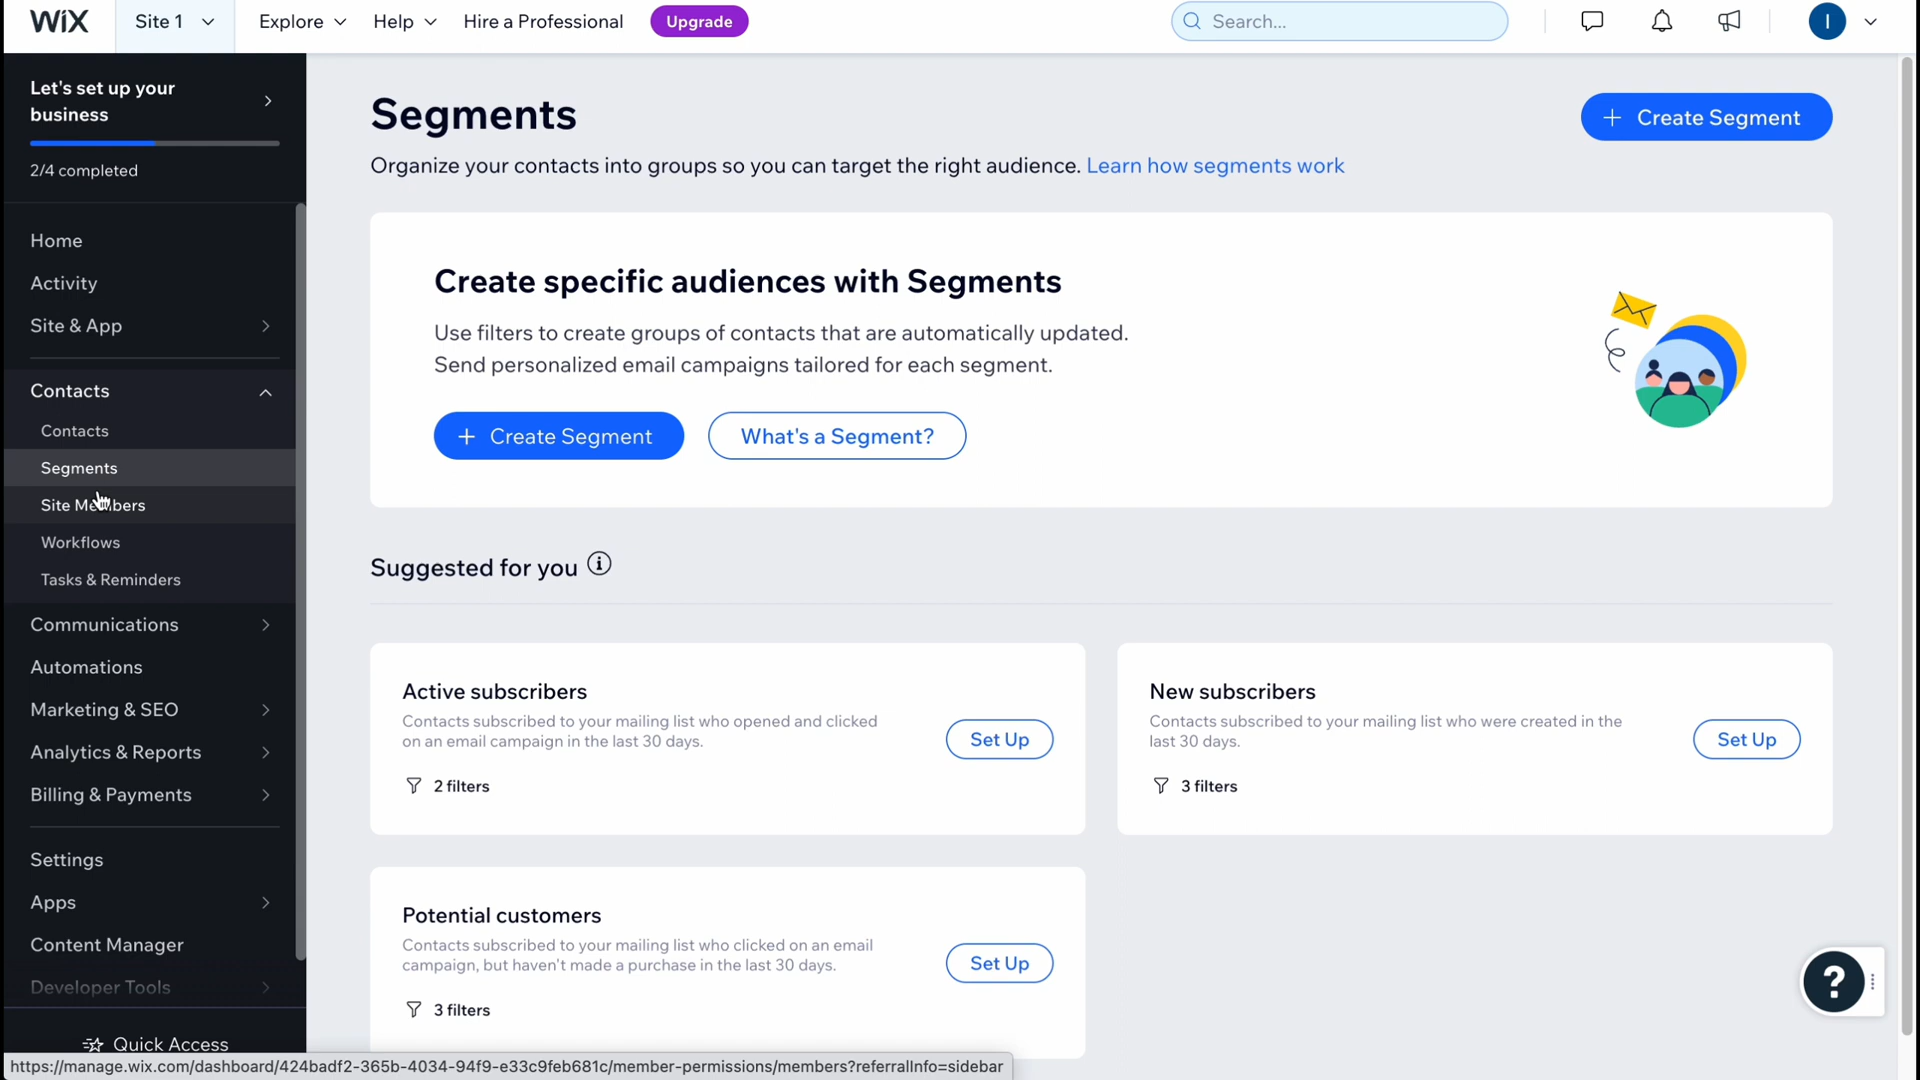 WiX
Site 1
Explore
Help
Hire a Professional
Upgrade
Search...
I
Let's set up your
business
2/4 completed
Home
Activity
Site & App
Contacts
Contacts
Segments
Site Members
Workflows
Tasks & Reminders
Communications
Automations
Marketing & SEO
Analytics & Reports
Billing & Payments
Settings
Apps
Content Manager
Developer Tools
Quick Access
Segments
+ Create Segment
Organize your contacts into groups so you can target the right audience. Learn how segments work
Create specific audiences with Segments
Use filters to create groups of contacts that are automatically updated.
Send personalized email campaigns tailored for each segment.
+ Create Segment
What's a Segment?
Suggested for you
Active subscribers
Contacts subscribed to your mailing list who opened and clicked
on an email campaign in the last 30 days.
Set Up
2 filters
New subscribers
Contacts subscribed to your mailing list who were created in the
last 30 days.
Set Up
3 filters
Potential customers
Contacts subscribed to your mailing list who clicked on an email
campaign, but haven't made a purchase in the last 30 days.
Set Up
3 filters
?
https://manage.wix.com/dashboard/424badf2-365b-4034-94f9-e33c9feb681c/member-permissions/members?referralInfo=sidebar